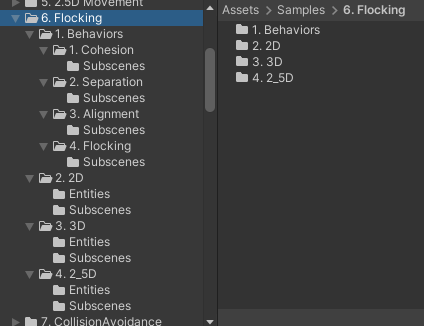 5. 2.5D Movement
6. Flocking
1. Behaviors
1. Cohesion
Subscenes
2. Separation
Subscenes
3. Alignment
Subscenes
4. Flocking
Subscenes
2. 2D
Entities
Subscenes
3. 3D
Entities
Subscenes
4. 2_5D
Entities
Subscenes
7. CollisionAvoidance
Assets > Samples > 6. Flocking
1. Behaviors
2. 2D
3. 3D
4. 2_5D